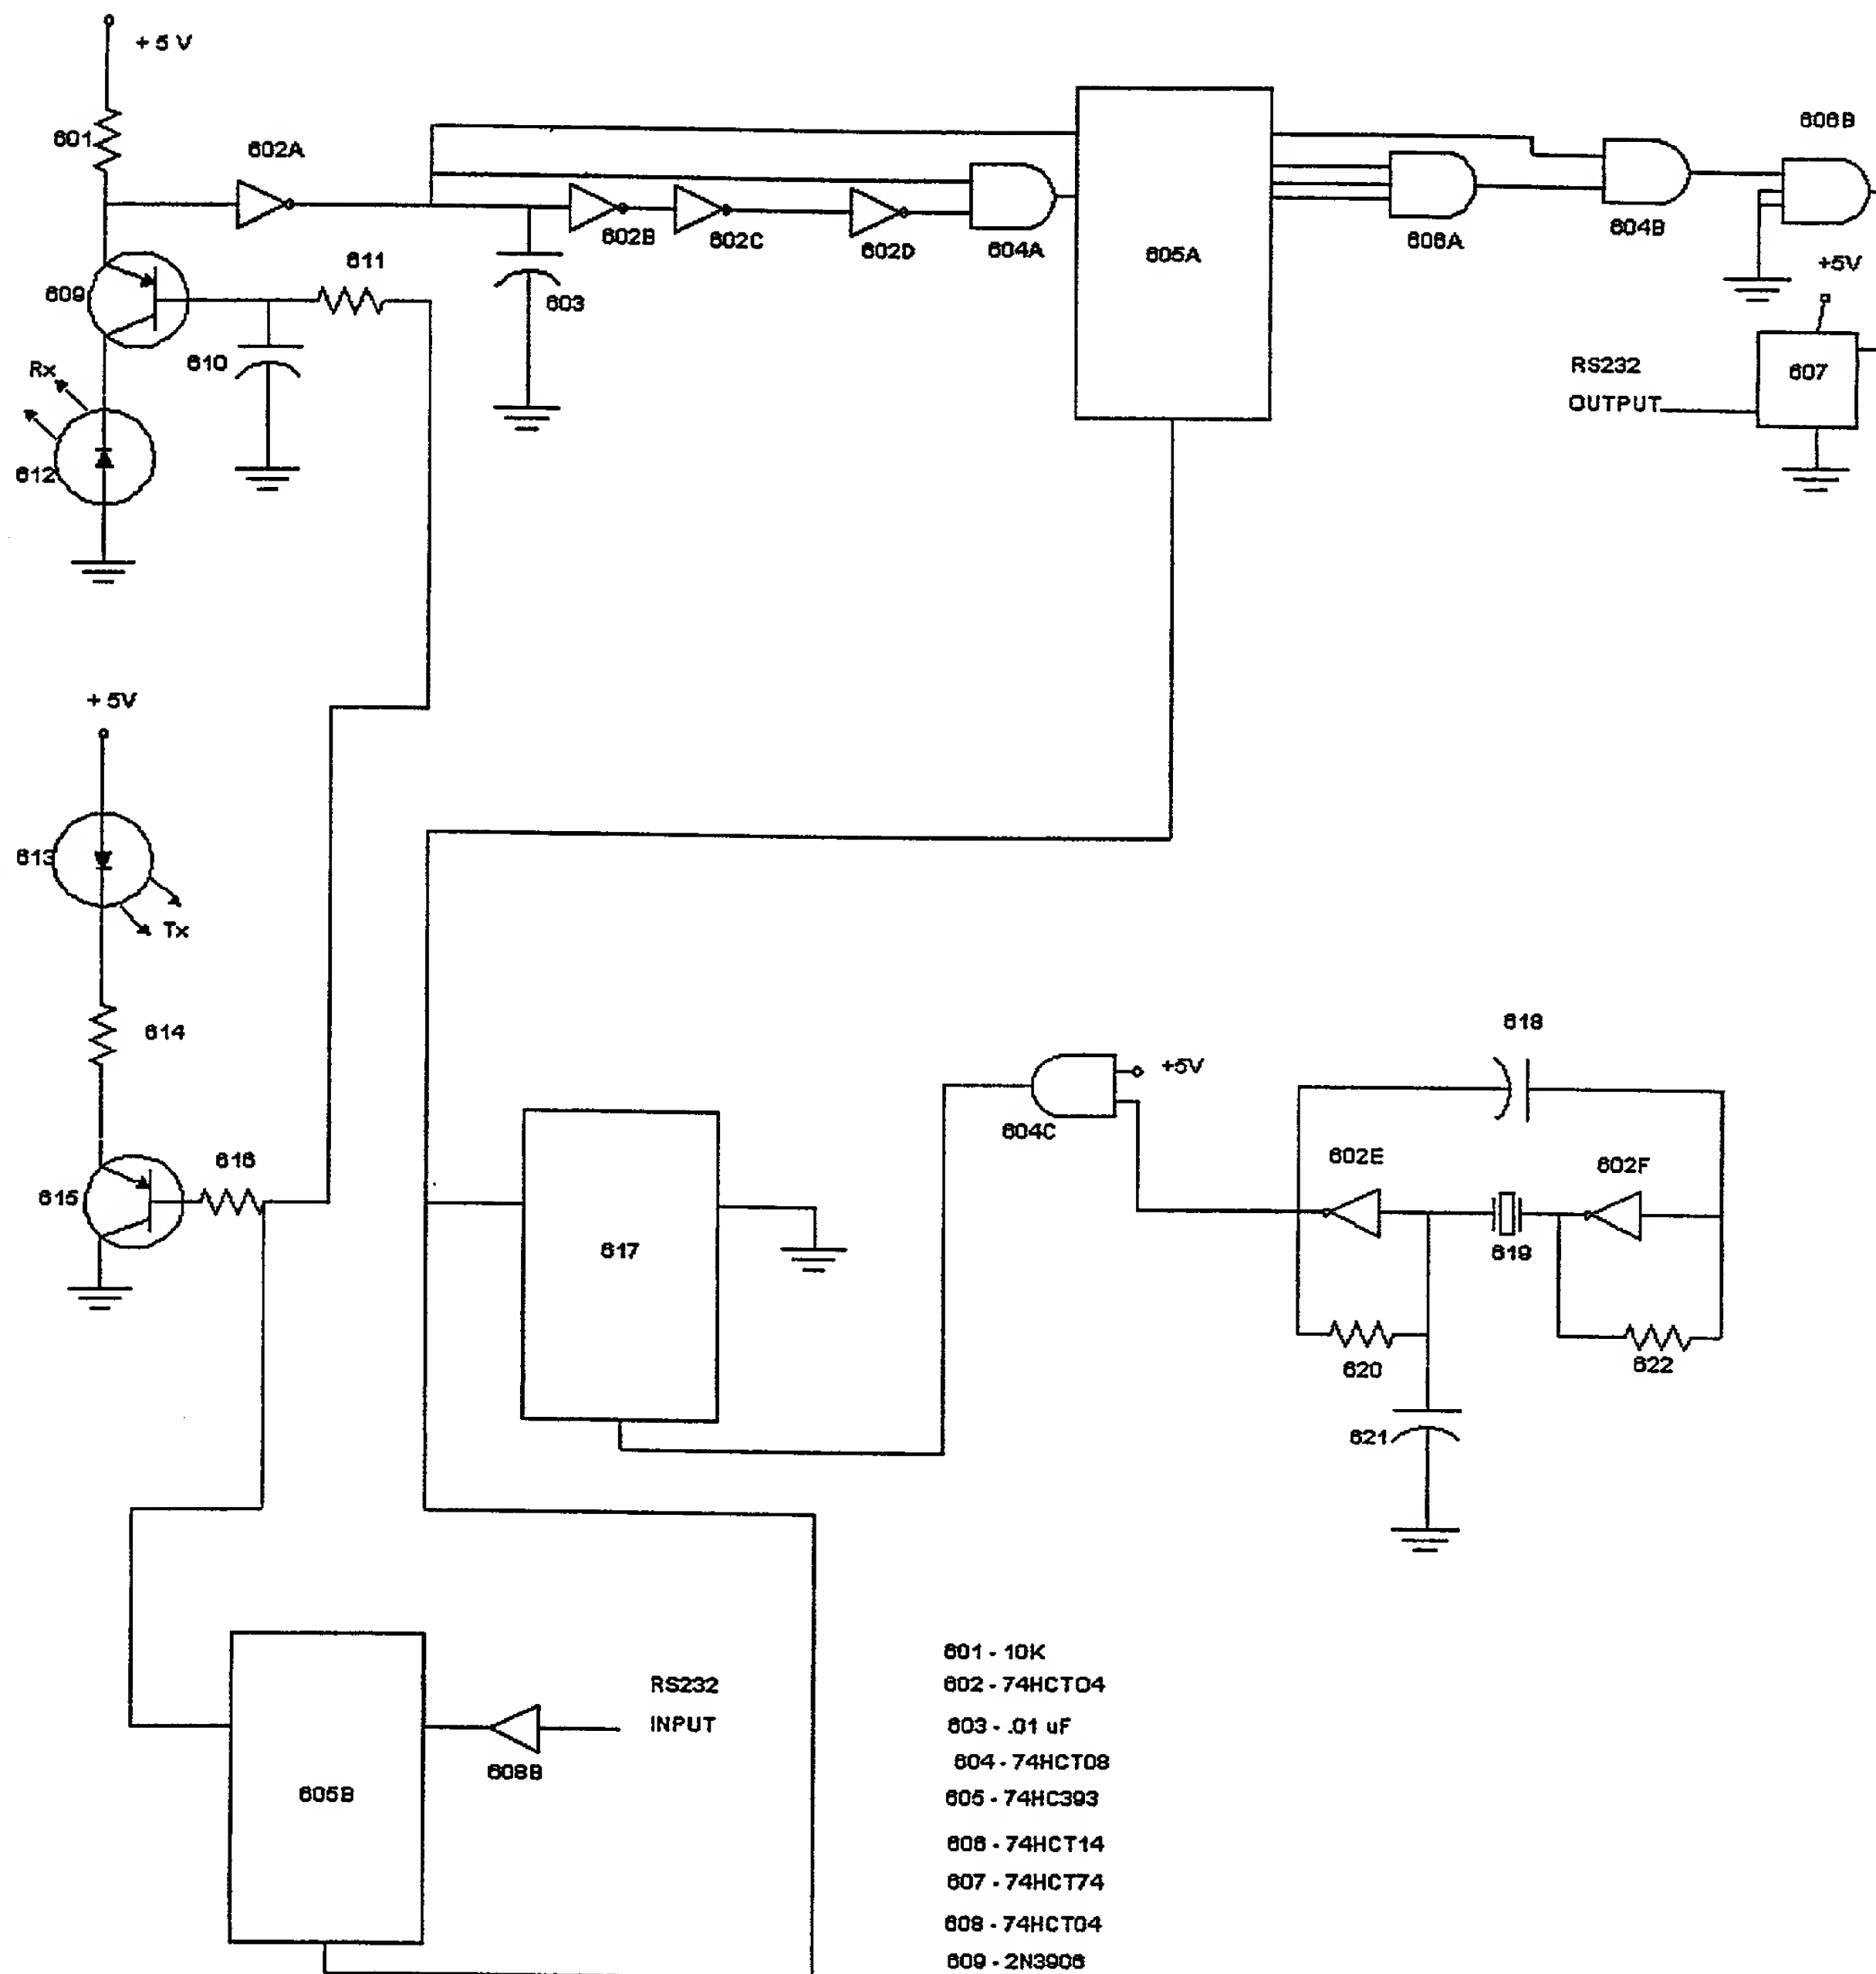 + 5 V
601
602A
602B
602C
602D
604A
605A
606A
604B
606B
603
609
611
610
Rx
612
+5V
607
RS232
OUTPUT
+ 5V
613
Tx
614
616
615
617
604C
+5V
618
602E
602F
619
620
622
621
605B
608B
RS232
INPUT
601 - 10K
602 - 74HCT04
603 - .01 uF
604 - 74HCT08
605 - 74HC393
606 - 74HCT14
607 - 74HCT74
608 - 74HCT04
609 - 2N3906